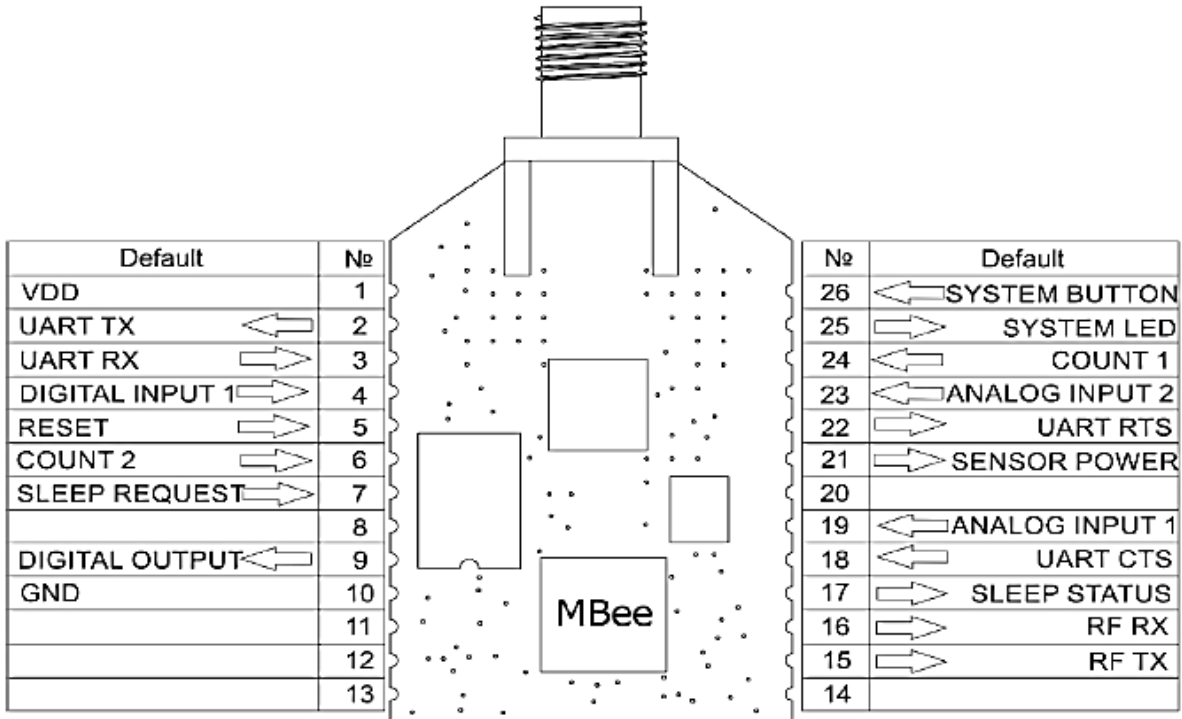 Default №
VDD 1
UART TX 2
UART RX 3
DIGITAL INPUT 1 4
RESET 5
COUNT 2 6
SLEEP REQUEST 7
8
DIGITAL OUTPUT 9
GND 10
11
12
13
MBee
№ Default
26 SYSTEM BUTTON
25 SYSTEM LED
24 COUNT 1
23 ANALOG INPUT 2
22 UART RTS
21 SENSOR POWER
20
19 ANALOG INPUT 1
18 UART CTS
17 SLEEP STATUS
16 RF RX
15 RF TX
14